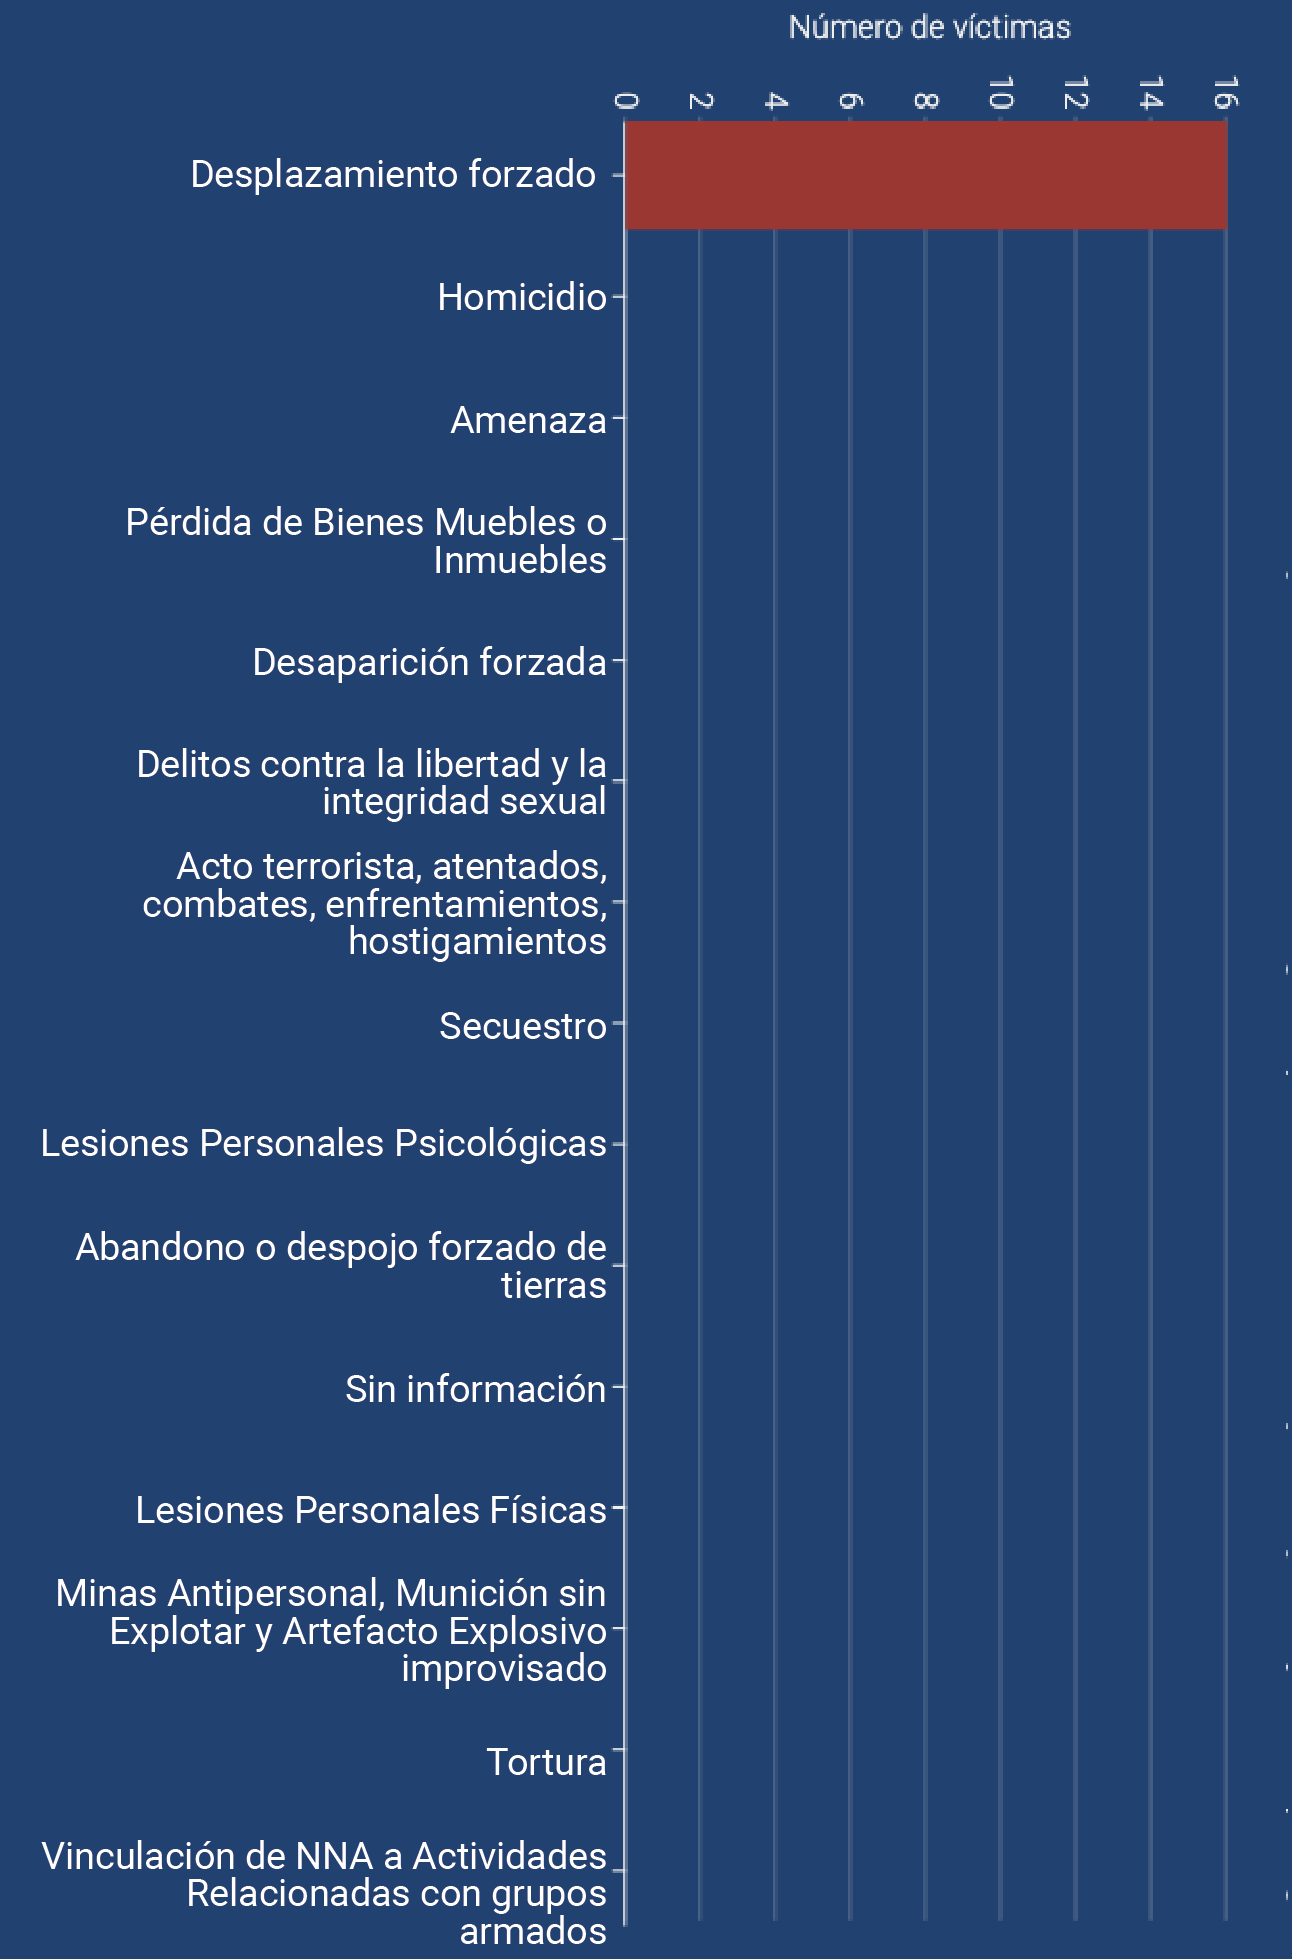 Número de víctimas
0 2 4 6 8 10 12 14 16
Desplazamiento forzado
Homicidio
Amenaza
Pérdida de Bienes Muebles o
Inmuebles
Desaparición forzada
Delitos contra la libertad y la
integridad sexual
Acto terrorista, atentados,
combates, enfrentamientos,
hostigamientos
Secuestro
Lesiones Personales Psicológicas
Abandono o despojo forzado de
tierras
Sin información
Lesiones Personales Físicas
Minas Antipersonal, Munición sin
Explotar y Artefacto Explosivo
improvisado
Tortura
Vinculación de NNA a Actividades
Relacionadas con grupos
armados